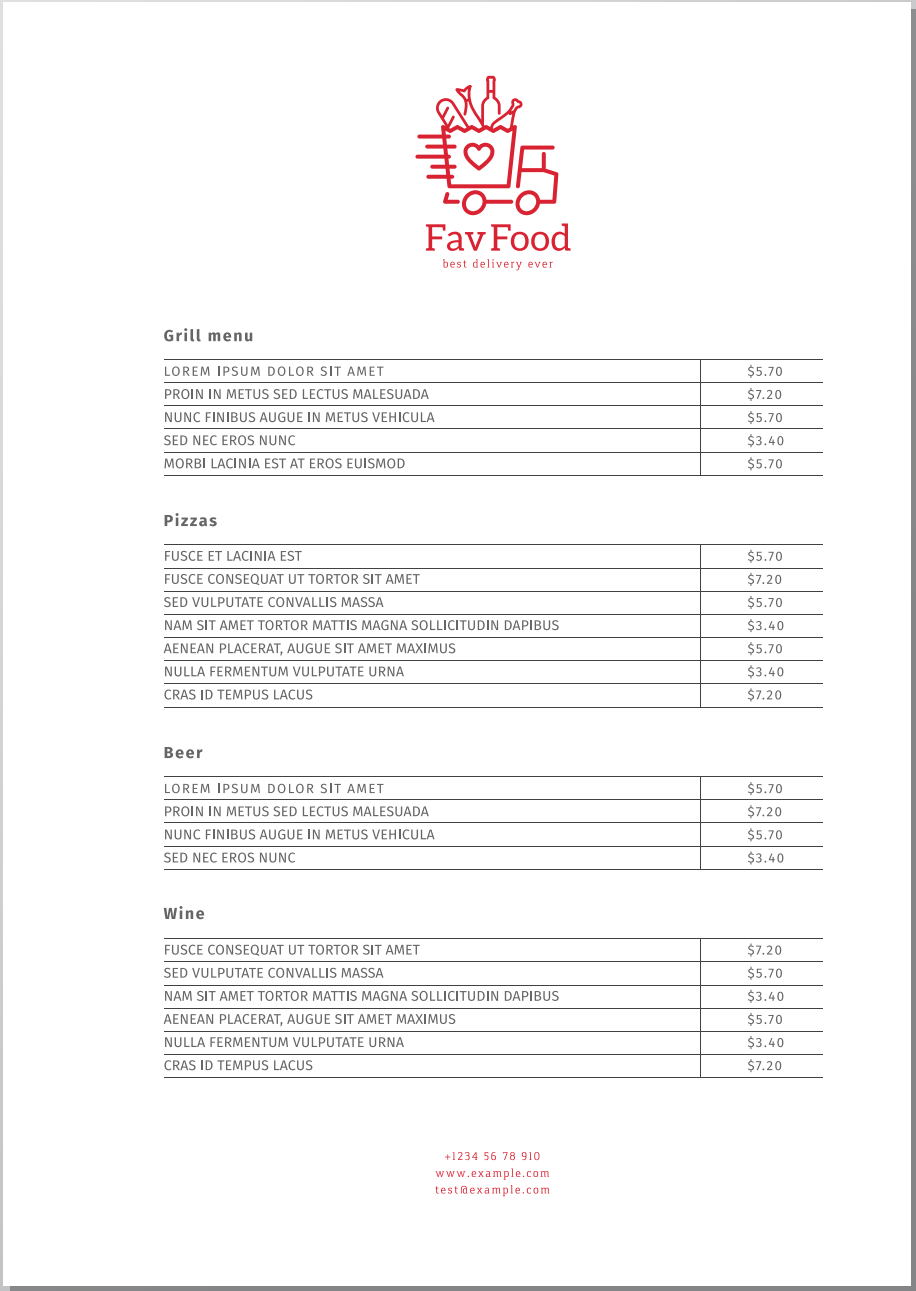 Fav Food
best delivery ever
Grill menu
LOREM IPSUM DOLOR SIT AMET $5.70
PROIN IN METUS SED LECTUS MALESUADA $7.20
NUNC FINIBUS AUGUE IN METUS VEHICULA $5.70
SED NEC EROS NUNC $3.40
MORBI LACINIA EST AT EROS EUISMOD $5.70
Pizzas
FUSCE ET LACINIA EST $5.70
FUSCE CONSEQUAT UT TORTOR SIT AMET $7.20
SED VULPUTATE CONVALLIS MASSA $5.70
NAM SIT AMET TORTOR MATTIS MAGNA SOLLICITUDIN DAPIBUS $3.40
AENEAN PLACERAT, AUGUE SIT AMET MAXIMUS $5.70
NULLA FERMENTUM VULPUTATE URNA $3.40
CRAS ID TEMPUS LACUS $7.20
Beer
LOREM IPSUM DOLOR SIT AMET $5.70
PROIN IN METUS SED LECTUS MALESUADA $7.20
NUNC FINIBUS AUGUE IN METUS VEHICULA $5.70
SED NEC EROS NUNC $3.40
Wine
FUSCE CONSEQUAT UT TORTOR SIT AMET $7.20
SED VULPUTATE CONVALLIS MASSA $5.70
NAM SIT AMET TORTOR MATTIS MAGNA SOLLICITUDIN DAPIBUS $3.40
AENEAN PLACERAT, AUGUE SIT AMET MAXIMUS $5.70
NULLA FERMENTUM VULPUTATE URNA $3.40
CRAS ID TEMPUS LACUS $7.20
+1234 56 78 910
www.example.com
test@example.com